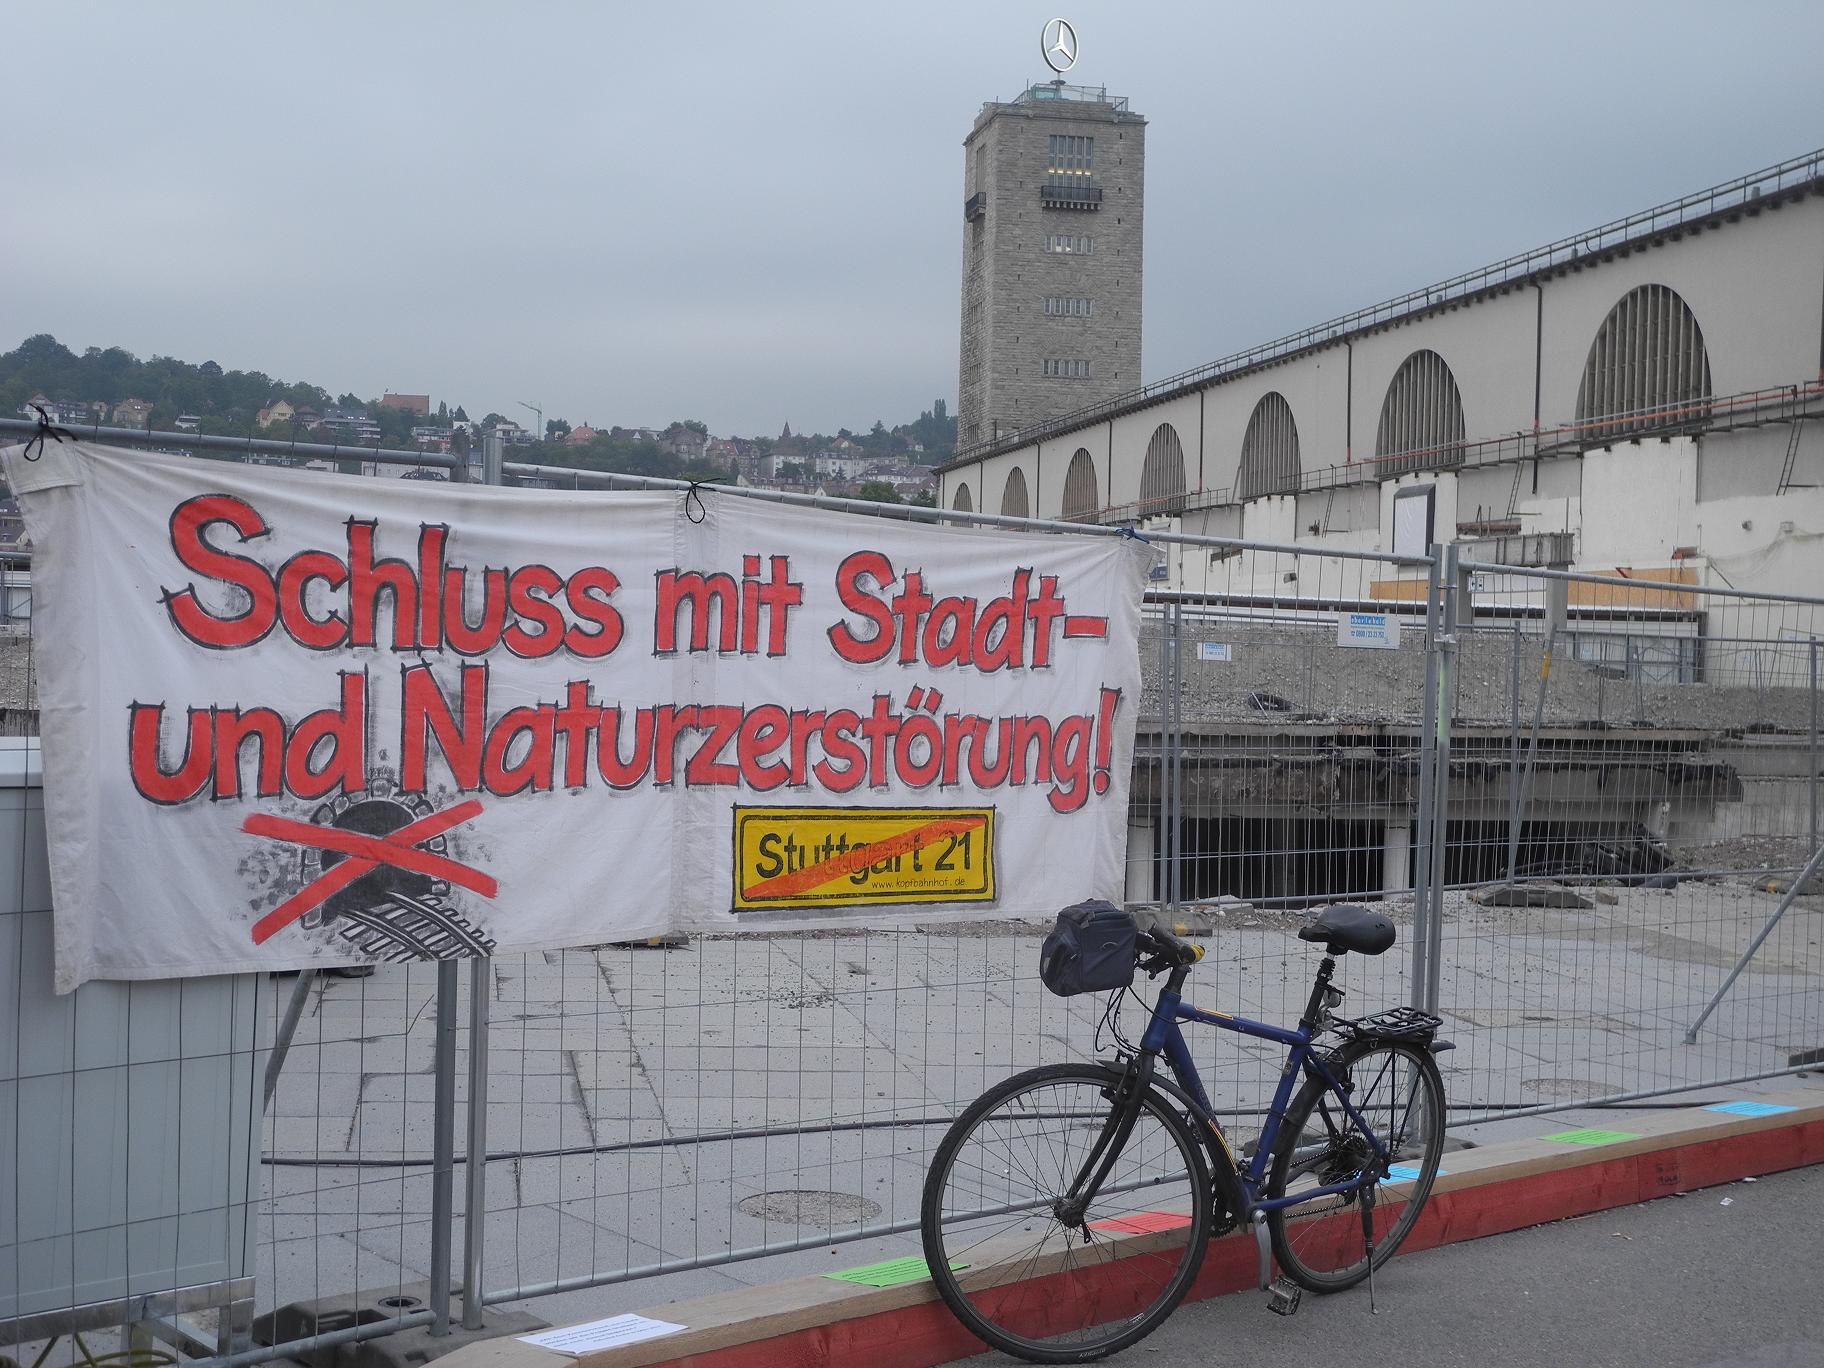 Schluss mit Stadt-
und Naturzerstörung!
Stuttgart 21
www.kopfbahnhof.de